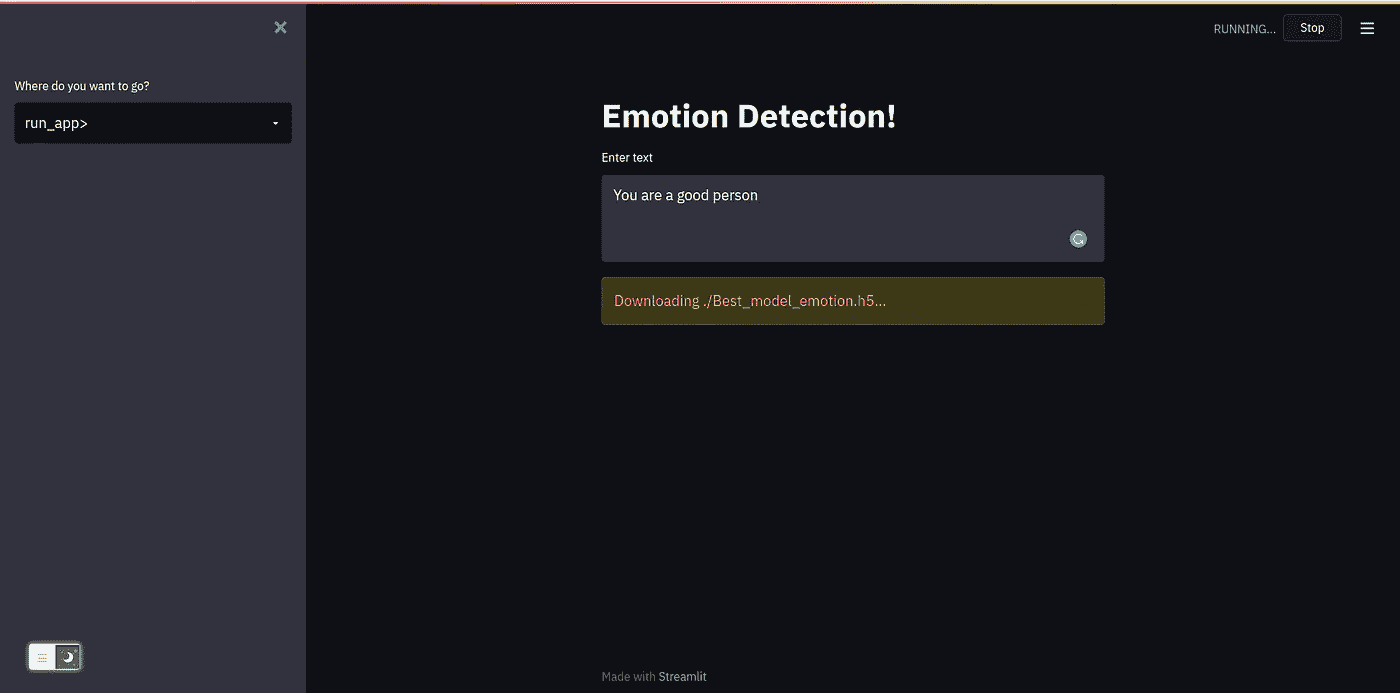 RUNNING...
Stop
Where do you want to go?
run_app>
Emotion Detection!
Enter text
You are a good person
Downloading ./Best_model_emotion.h5...
Made with Streamlit